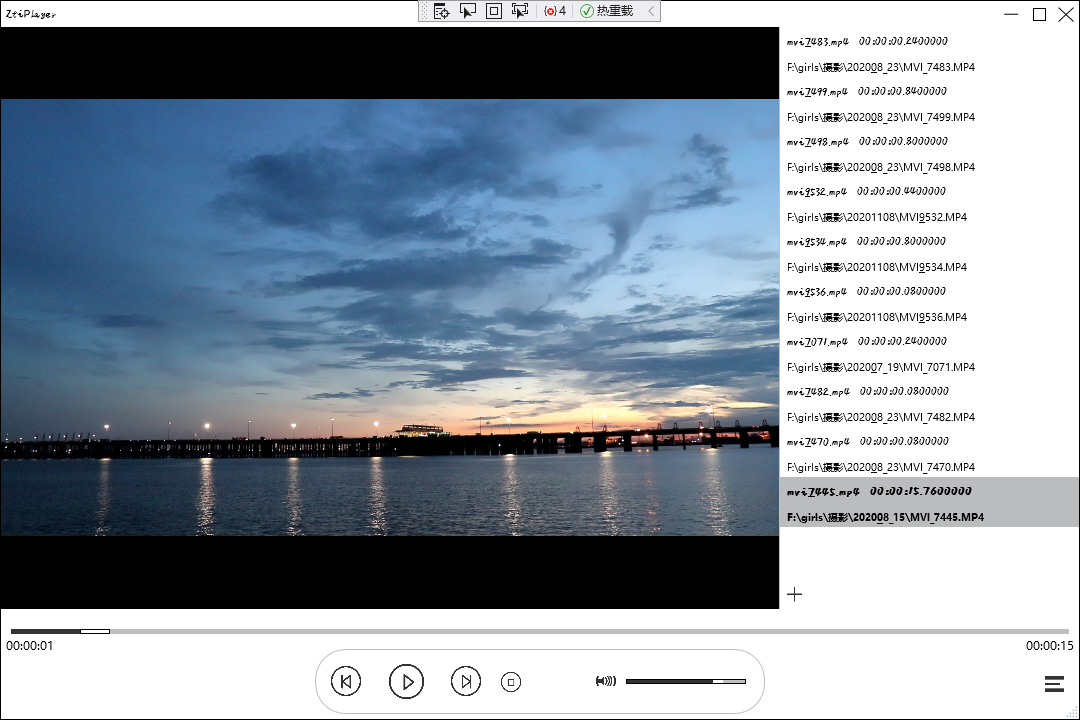 ZtiPlayer
4 热重载
mvi7483.mp4 00:00:00.2400000
F:\girls\摄影\202008_23\MVI_7483.MP4
mvi7499.mp4 00:00:00.8400000
F:\girls\摄影\202008_23\MVI_7499.MP4
mvi7498.mp4 00:00:00.8000000
F:\girls\摄影\202008_23\MVI_7498.MP4
mvi9532.mp4 00:00:00.4400000
F:\girls\摄影\20201108\MVI9532.MP4
mvi9534.mp4 00:00:00.8000000
F:\girls\摄影\20201108\MVI9534.MP4
mvi9536.mp4 00:00:00.0800000
F:\girls\摄影\20201108\MVI9536.MP4
mvi7071.mp4 00:00:00.2400000
F:\girls\摄影\202007_19\MVI_7071.MP4
mvi7482.mp4 00:00:00.0800000
F:\girls\摄影\202008_23\MVI_7482.MP4
mvi7470.mp4 00:00:00.0800000
F:\girls\摄影\202008_23\MVI_7470.MP4
mvi7445.mp4 00:00:15.7600000
F:\girls\摄影\202008_15\MVI_7445.MP4
00:00:01 00:00:15